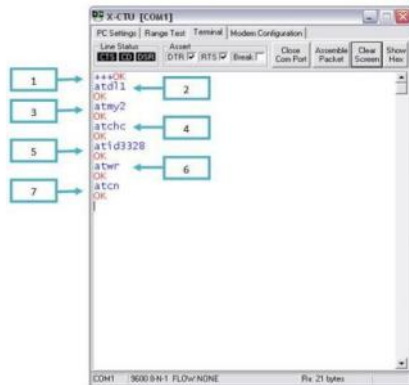 X-CTU [COM1]
PC Settings Range Test Terminal Modem Configuration
Line Status
CTS CD DSR
Assert
DTR RTS Break
Close Com Port
Assemble Packet
Clear Screen
Show Hex
1
+++OK
atdl1
2
OK
3
atmy2
OK
atchc
4
OK
5
atid3328
OK
atwr
6
OK
7
atcn
OK
COM1 9600 8-N-1 FLOW:NONE Rx: 21 bytes